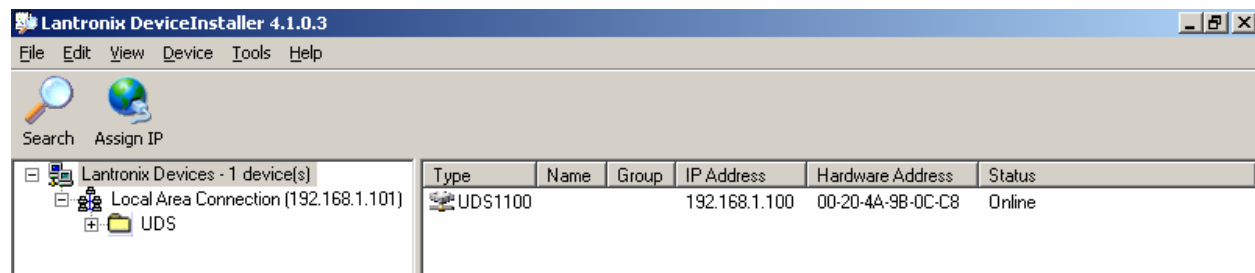 Lantronix DeviceInstaller 4.1.0.3
File Edit View Device Tools Help
Search Assign IP
Lantronix Devices - 1 device(s)
Local Area Connection (192.168.1.101)
UDS
Type Name Group IP Address Hardware Address Status
UDS1100 192.168.1.100 00-20-4A-9B-0C-C8 Online